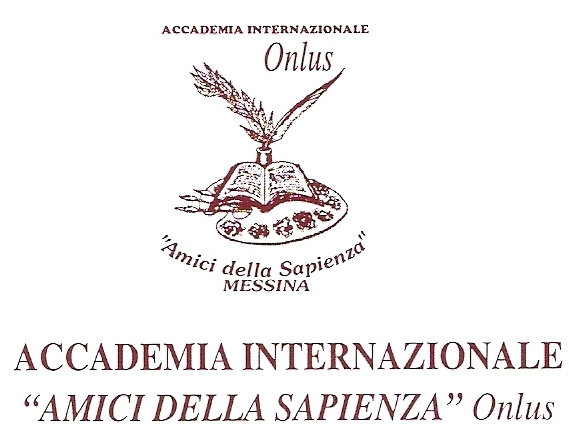 ACCADEMIA INTERNAZIONALE
Onlus
"Amici della Sapienza"
MESSINA
ACCADEMIA INTERNAZIONALE
“AMICI DELLA SAPIENZA” Onlus